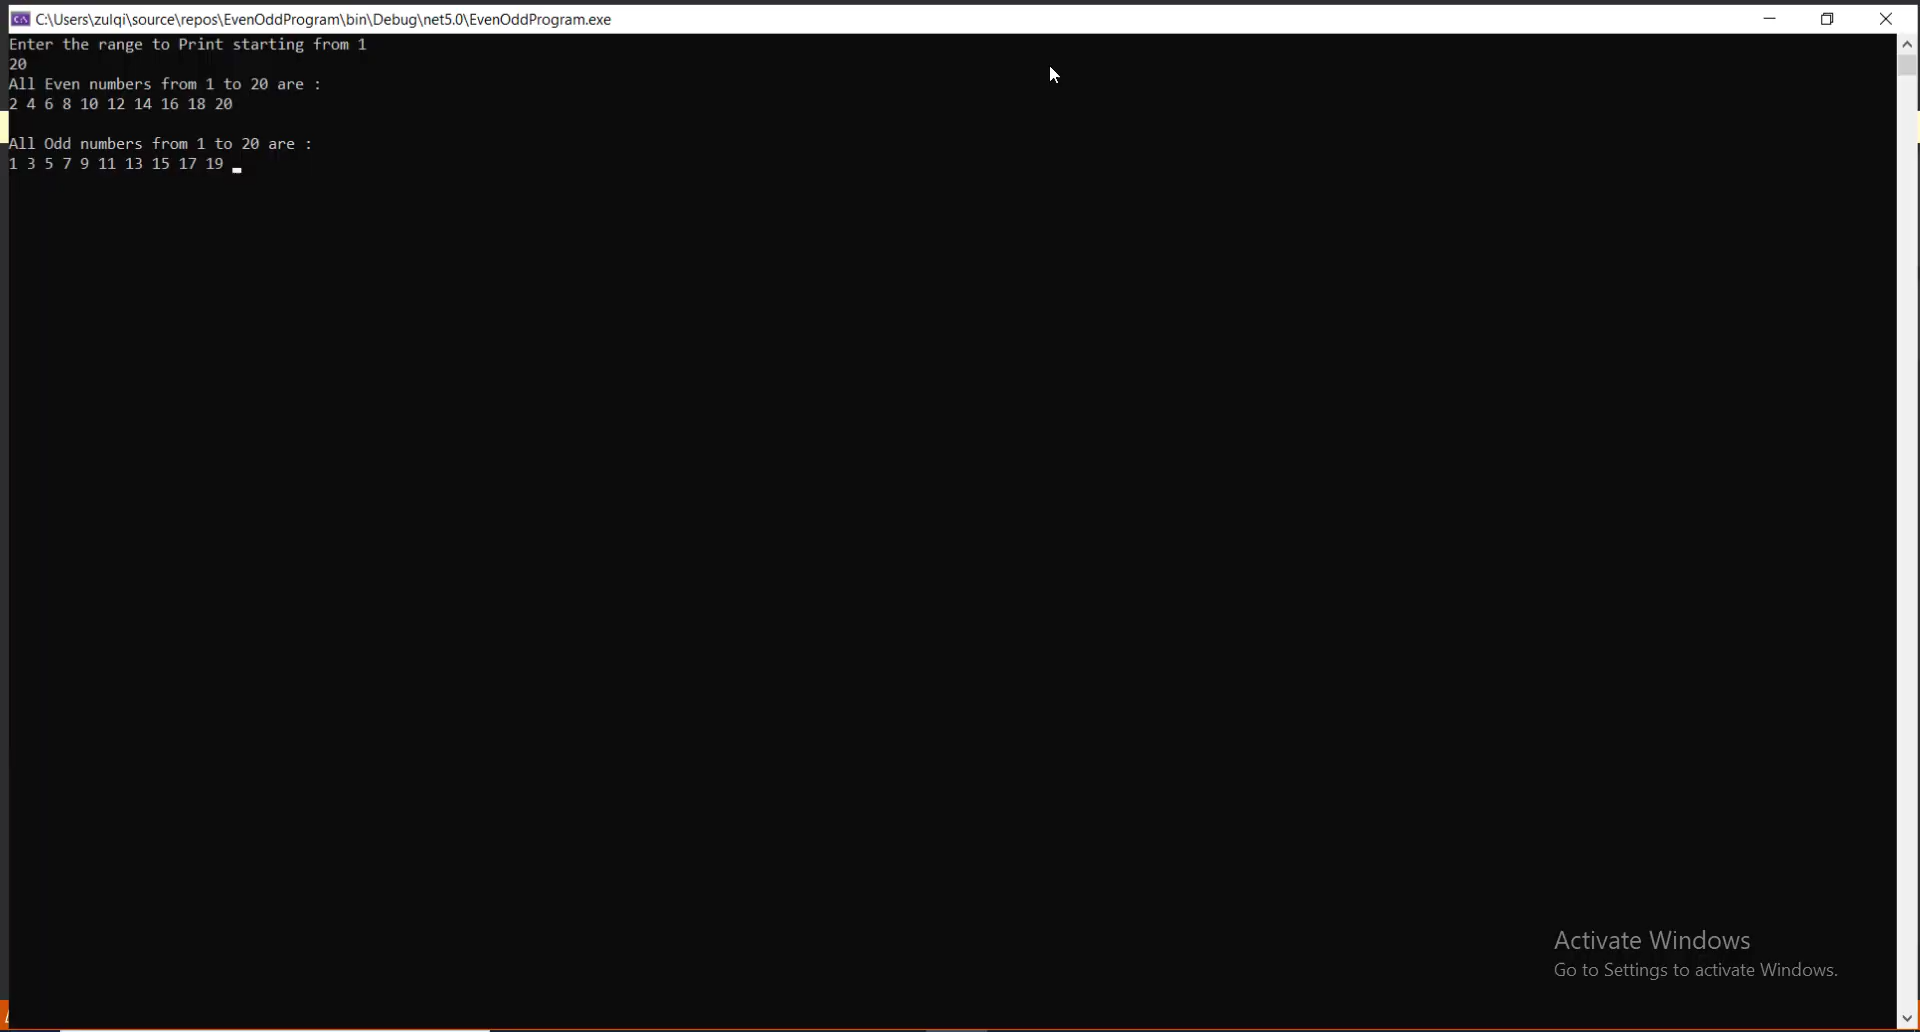 C:\Users\zulqi\source\repos\EvenOddProgram\bin\Debug\net5.0\EvenOddProgram.exe
Enter the range to Print starting from 1
20
All Even numbers from 1 to 20 are :
2 4 6 8 10 12 14 16 18 20
All Odd numbers from 1 to 20 are :
1 3 5 7 9 11 13 15 17 19
Activate Windows
Go to Settings to activate Windows.